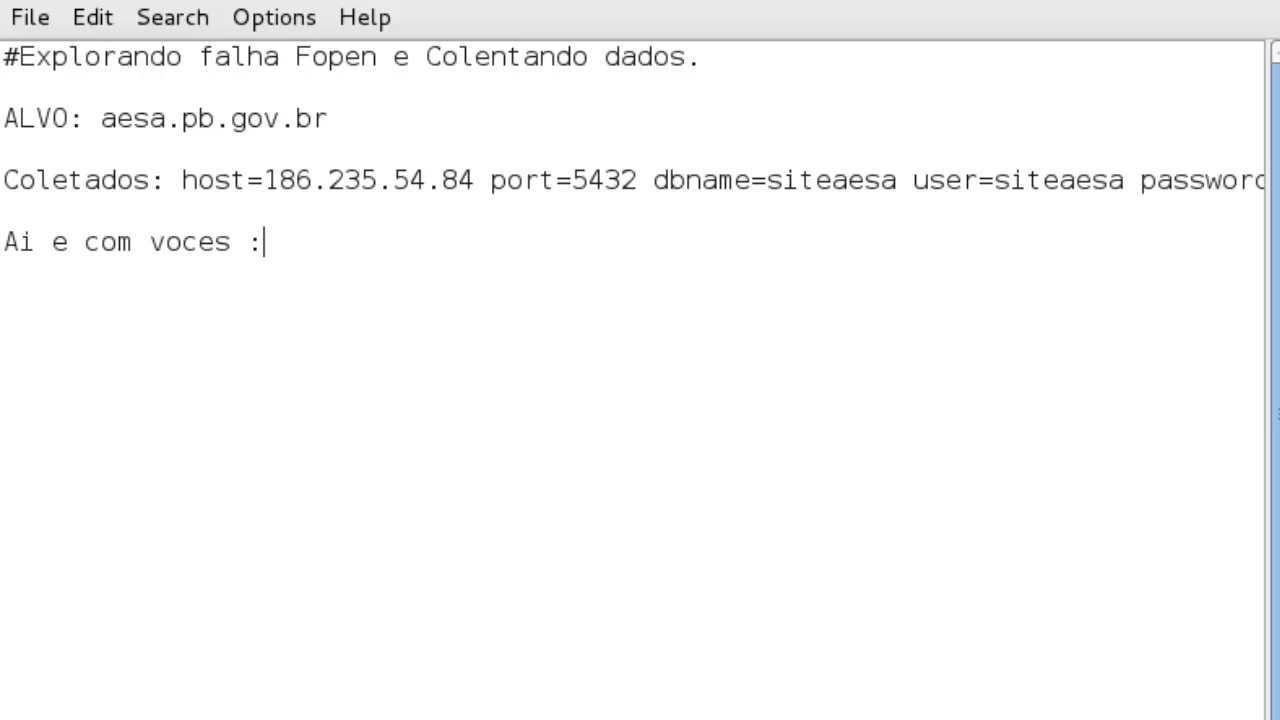 File Edit Search Options Help
#Explorando falha Fopen e Colentando dados.
ALVO: aesa.pb.gov.br
Coletados: host=186.235.54.84 port=5432 dbname=siteaesa user=siteaesa password
Ai e com voces :